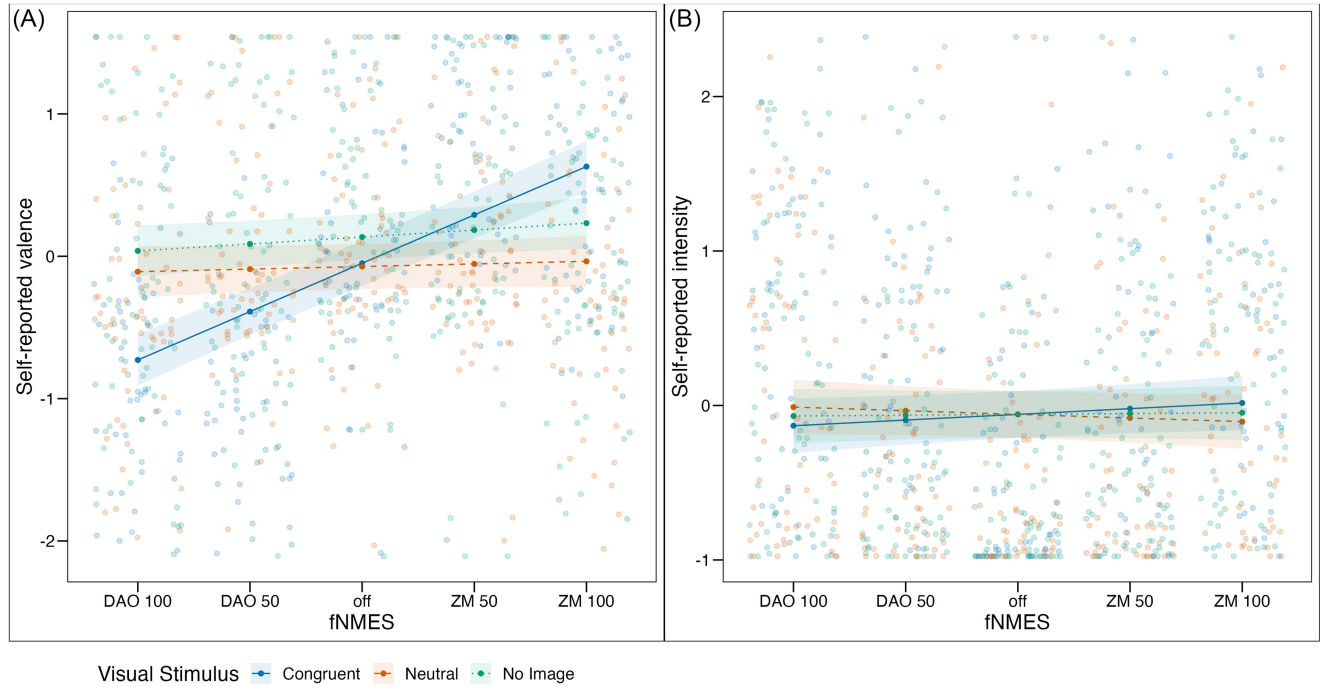 (A)
Self-reported valence
1
0
-1
-2
DAO 100 DAO 50 off ZM 50 ZM 100
fNMES
(B)
Self-reported intensity
2
1
0
-1
DAO 100 DAO 50 off ZM 50 ZM 100
fNMES
Visual Stimulus Congruent Neutral No Image